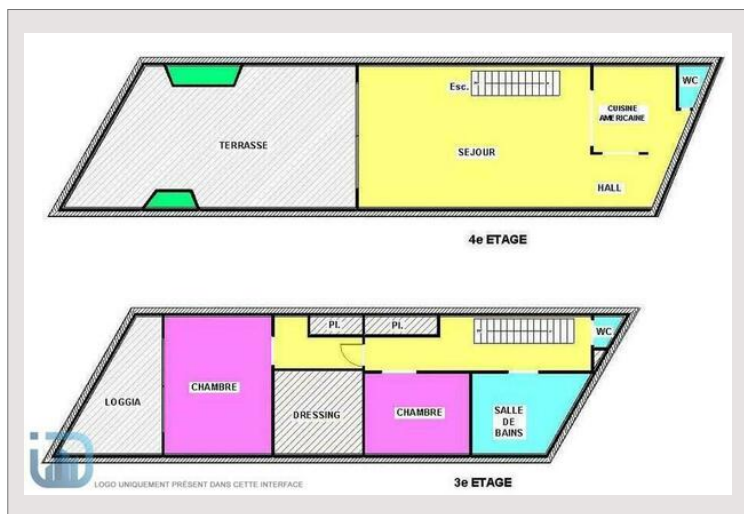 WC
Esc.
CUISINE
AMERICAINE
TERRASSE
SEJOUR
HALL
4e ETAGE
PL
PL
WC
LOGGIA
CHAMBRE
DRESSING
CHAMBRE
SALLE
DE
BAINS
LOGO UNIQUEMENT PRÉSENT DANS CETTE INTERFACE
3e ETAGE